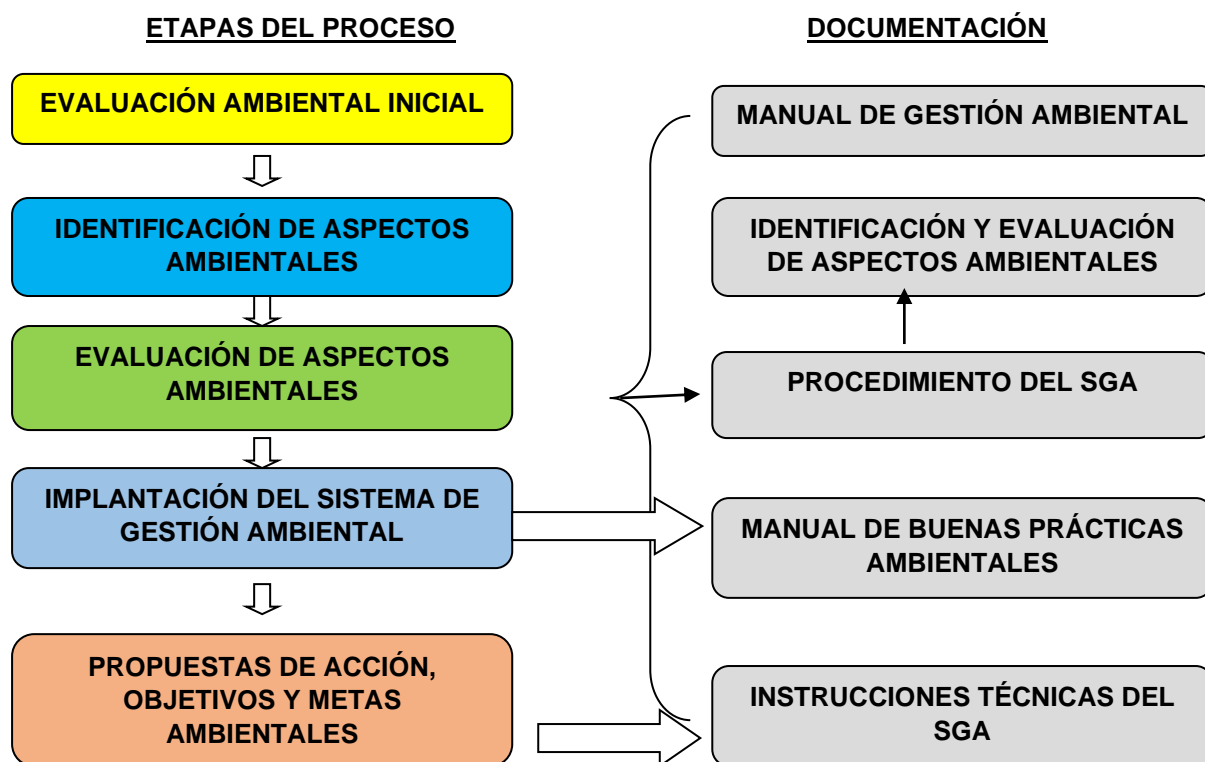 ETAPAS DEL PROCESO
EVALUACIÓN AMBIENTAL INICIAL
IDENTIFICACIÓN DE ASPECTOS
AMBIENTALES
EVALUACIÓN DE ASPECTOS
AMBIENTALES
IMPLANTACIÓN DEL SISTEMA DE
GESTIÓN AMBIENTAL
PROPUESTAS DE ACCIÓN,
OBJETIVOS Y METAS
AMBIENTALES
DOCUMENTACIÓN
MANUAL DE GESTIÓN AMBIENTAL
IDENTIFICACIÓN Y EVALUACIÓN
DE ASPECTOS AMBIENTALES
PROCEDIMIENTO DEL SGA
MANUAL DE BUENAS PRÁCTICAS
AMBIENTALES
INSTRUCCIONES TÉCNICAS DEL
SGA